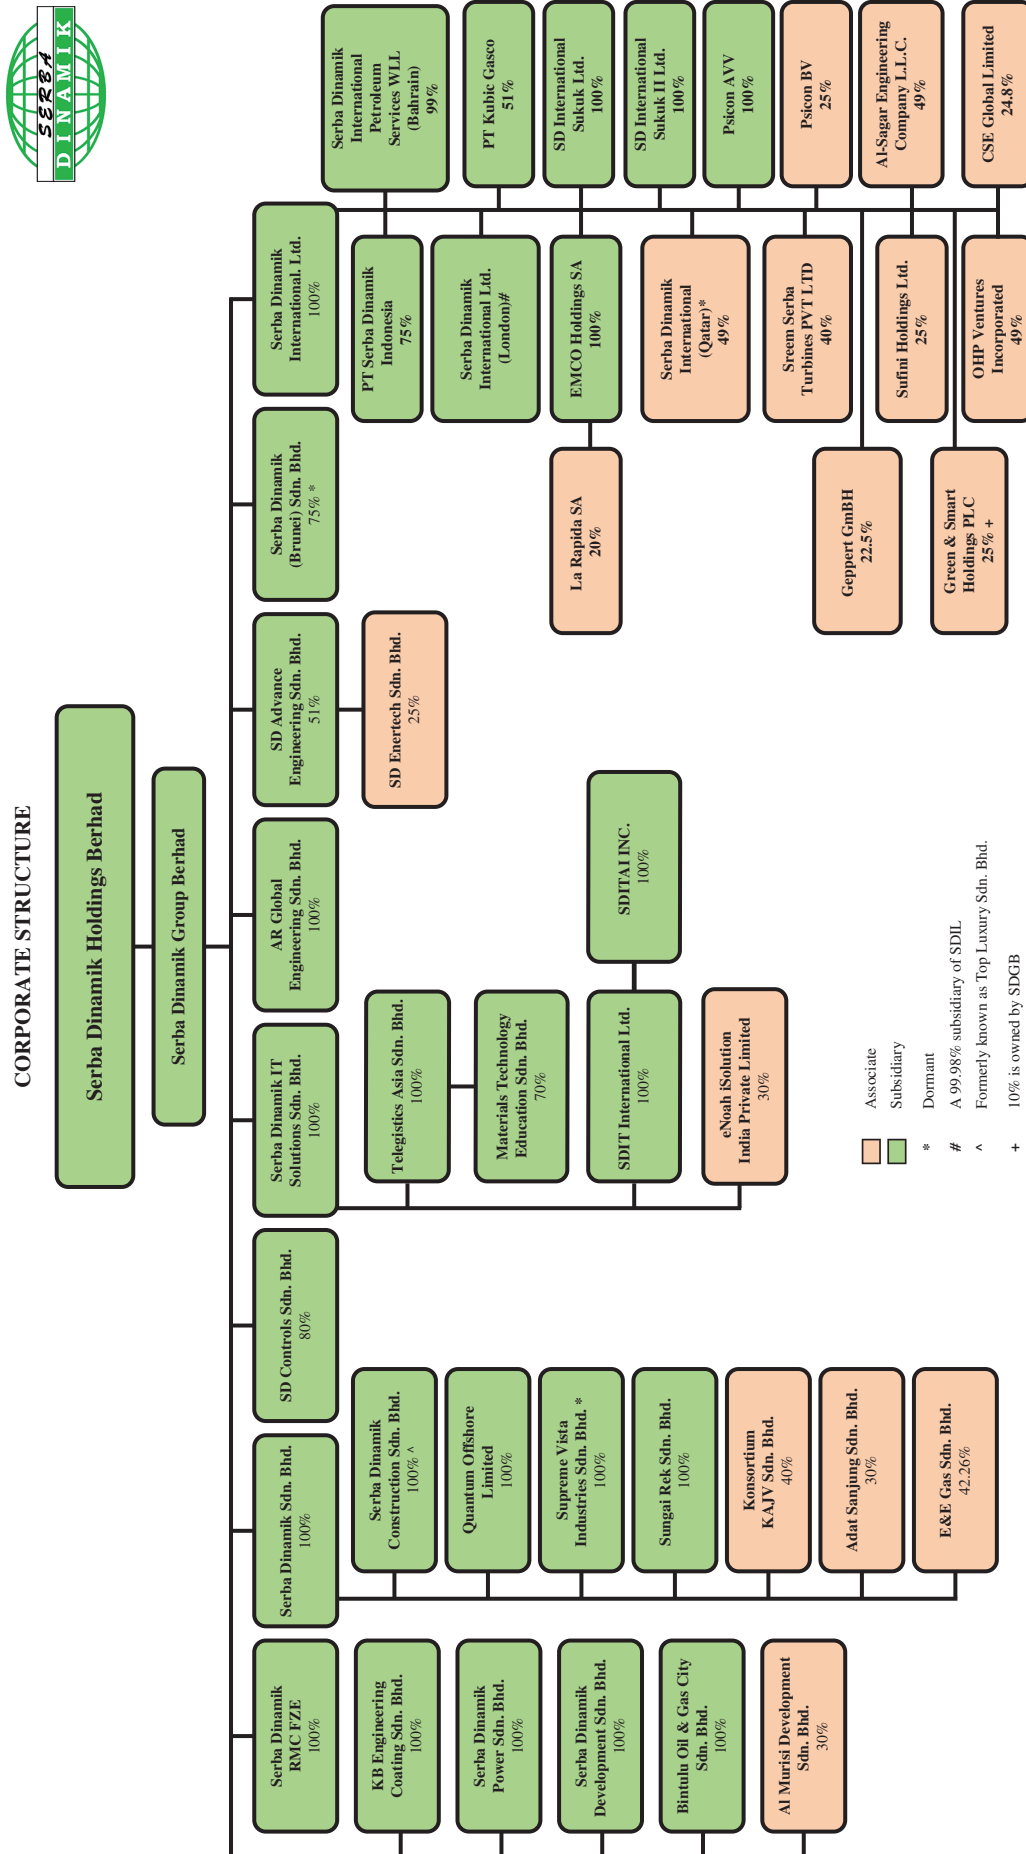 SERBA
DINAMIK
CORPORATE STRUCTURE
Serba Dinamik Holdings Berhad
Serba Dinamik Group Berhad
Serba Dinamik
RMC FZE
100%
KB Engineering
Coating Sdn. Bhd.
100%
Serba Dinamik
Power Sdn. Bhd.
100%
Serba Dinamik
Development Sdn. Bhd.
100%
Bintulu Oil & Gas City
Sdn. Bhd.
100%
Al Murisi Development
Sdn. Bhd.
30%
Serba Dinamik Sdn. Bhd.
100%
Serba Dinamik
Construction Sdn. Bhd.
100% ^
Quantum Offshore
Limited
100%
Supreme Vista
Industries Sdn. Bhd. *
100%
Sungai Rek Sdn. Bhd.
100%
Konsortium
KAJV Sdn. Bhd.
40%
Adat Sanjung Sdn. Bhd.
30%
E&E Gas Sdn. Bhd.
42.26%
SD Controls Sdn. Bhd.
80%
Serba Dinamik IT
Solutions Sdn. Bhd.
100%
Telegistics Asia Sdn. Bhd.
100%
Materials Technology
Education Sdn. Bhd.
70%
SDIT International Ltd.
100%
SDITAI INC.
100%
eNoah iSolution
India Private Limited
30%
AR Global
Engineering Sdn. Bhd.
100%
SD Advance
Engineering Sdn. Bhd.
51%
SD Enertech Sdn. Bhd.
25%
Serba Dinamik
(Brunei) Sdn. Bhd.
75% *
Serba Dinamik
International. Ltd.
100%
PT Serba Dinamik
Indonesia
75%
Serba Dinamik
International Ltd.
(London)#
EMCO Holdings SA
100%
La Rapida SA
20%
Serba Dinamik
International
(Qatar)*
49%
Sreem Serba
Turbines PVT LTD
40%
Geppert GmBH
22.5%
Sufini Holdings Ltd.
25%
Green & Smart
Holdings PLC
25% +
OHP Ventures
Incorporated
49%
Serba Dinamik
International
Petroleum
Services WLL
(Bahrain)
99%
PT Kubic Gasco
51%
SD International
Sukuk Ltd.
100%
SD International
Sukuk II Ltd.
100%
Psicon AVV
100%
Psicon BV
25%
Al-Sagar Engineering
Company L.L.C.
49%
CSE Global Limited
24.8%
Associate
Subsidiary
* Dormant
# A 99.98% subsidiary of SDIL
^ Formerly known as Top Luxury Sdn. Bhd.
+ 10% is owned by SDGB